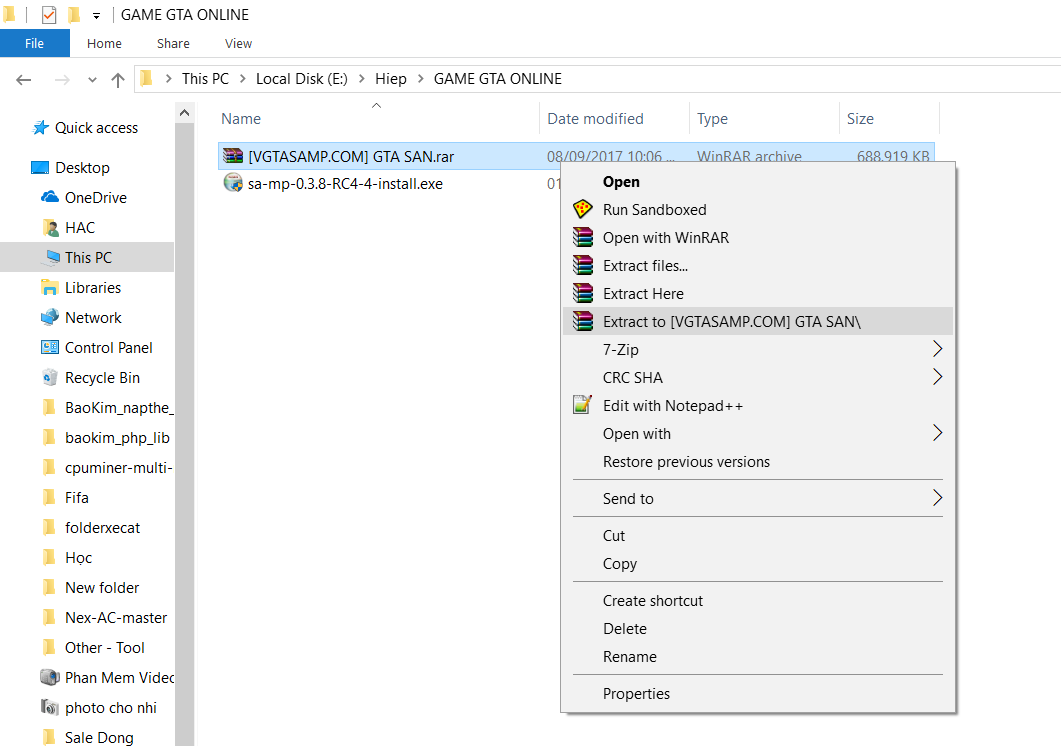 GAME GTA ONLINE
File Home Share View
This PC Local Disk (E:) Hiep GAME GTA ONLINE
Quick access
Desktop
OneDrive
HAC
This PC
Libraries
Network
Control Panel
Recycle Bin
BaoKim_napthe_
baokim_php_lib
cpuminer-multi-
Fifa
folderxecat
Học
New folder
Nex-AC-master
Other - Tool
Phan Mem Videc
photo cho nhi
Sale Dong
Name Date modified Type Size
[VGTASAMP.COM] GTA SAN.rar 08/09/2017 10:06 ... WinRAR archive 688.919 KB
sa-mp-0.3.8-RC4-4-install.exe 01
Open
Run Sandboxed
Open with WinRAR
Extract files...
Extract Here
Extract to [VGTASAMP.COM] GTA SAN\
7-Zip
CRC SHA
Edit with Notepad++
Open with
Restore previous versions
Send to
Cut
Copy
Create shortcut
Delete
Rename
Properties